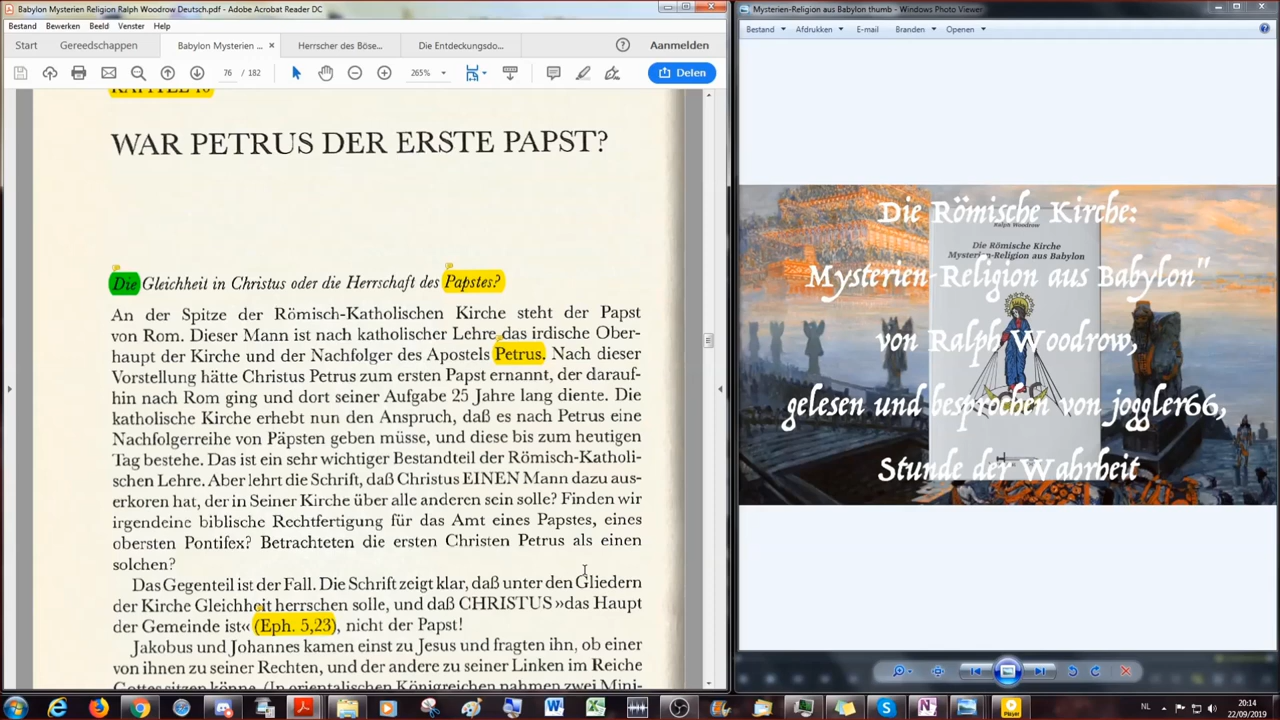 Babylon Mysterien Religion Ralph Woodrow Deutsch.pdf - Adobe Acrobat Reader DC
Bestand Bewerken Beeld Venster Help
Start Gereedschappen Babylon Mysterien ... × Herrscher des Böse... Die Entdeckungsdo... Aanmelden
76 / 182 265% Delen
WAR PETRUS DER ERSTE PAPST?
Die Gleichheit in Christus oder die Herrschaft des Papstes?
An der Spitze der Römisch-Katholischen Kirche steht der Papst
von Rom. Dieser Mann ist nach katholischer Lehre das irdische Ober-
haupt der Kirche und der Nachfolger des Apostels Petrus. Nach dieser
Vorstellung hätte Christus Petrus zum ersten Papst ernannt, der darauf-
hin nach Rom ging und dort seiner Aufgabe 25 Jahre lang diente. Die
katholische Kirche erhebt nun den Anspruch, daß es nach Petrus eine
Nachfolgerreihe von Päpsten geben müsse, und diese bis zum heutigen
Tag bestehe. Das ist ein sehr wichtiger Bestandteil der Römisch-Katholi-
schen Lehre. Aber lehrt die Schrift, daß Christus EINEN Mann dazu aus-
erkoren hat, der in Seiner Kirche über alle anderen sein solle? Finden wir
irgendeine biblische Rechtfertigung für das Amt eines Papstes, eines
obersten Pontifex? Betrachteten die ersten Christen Petrus als einen
solchen?
Das Gegenteil ist der Fall. Die Schrift zeigt klar, daß unter den Gliedern
der Kirche Gleichheit herrschen solle, und daß CHRISTUS »das Haupt
der Gemeinde ist« (Eph. 5,23), nicht der Papst!
Jakobus und Johannes kamen einst zu Jesus und fragten ihn, ob einer
von ihnen zu seiner Rechten, und der andere zu seiner Linken im Reiche
Gottes sitzen könne. (In orientalischen Königreichen nahmen zwei Mini-
Mysterien-Religion aus Babylon thumb - Windows Photo Viewer
Bestand Afdrukken E-mail Branden Openen
Die Römische Kirche:
Ralph Woodrow
Die Römische Kirche
Mysterien-Religion aus Babylon
Mysterien-Religion aus Babylon"
von Ralph Woodrow,
gelesen und besprochen von joggler66,
Stunde der Wahrheit
Player
NL
20:14
22/09/2019